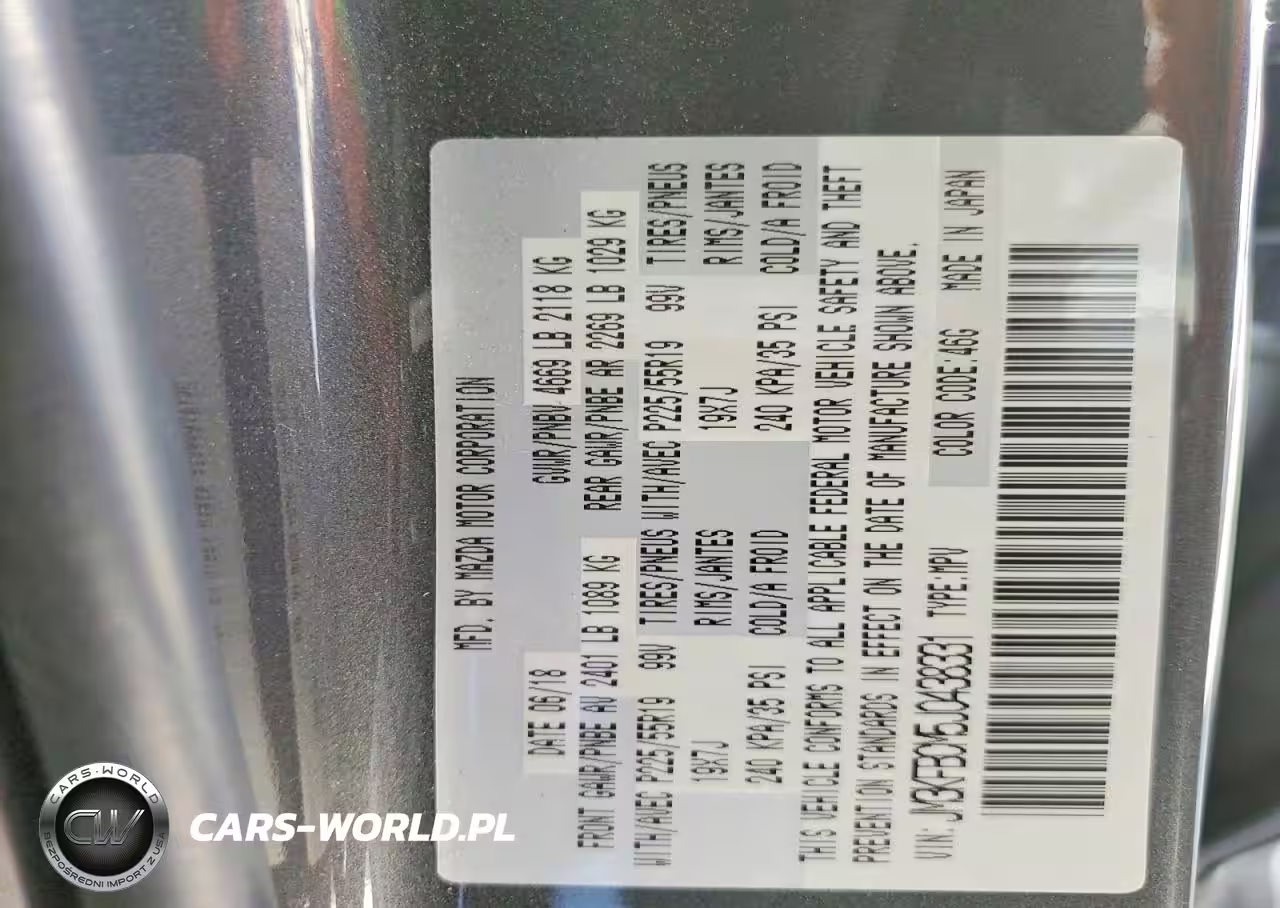 MFD. BY MAZDA MOTOR CORPORATION
DATE 06/18 GVWR/PNBV 4669 LB 2118 KG
FRONT GAWR/PNBE AV 2401 LB 1089 KG REAR GAWR/PNBE AR 2269 LB 1029 KG
WITH/AVEC P225/55R19 99V TIRES/PNEUS WITH/AVEC P225/55R19 99V TIRES/PNEUS
19X7J RIMS/JANTES 19X7J RIMS/JANTES
240 KPA/35 PSI COLD/A FROID 240 KPA/35 PSI COLD/A FROID
THIS VEHICLE CONFORMS TO ALL APPLICABLE FEDERAL MOTOR VEHICLE SAFETY AND THEFT
PREVENTION STANDARDS IN EFFECT ON THE DATE OF MANUFACTURE SHOWN ABOVE.
VIN: JM3KFBCM5J0438331 TYPE:MPV COLOR CODE:46G MADE IN JAPAN
CARS-WORLD
CW
BEZPOŚREDNI IMPORT Z USA
CARS-WORLD.PL